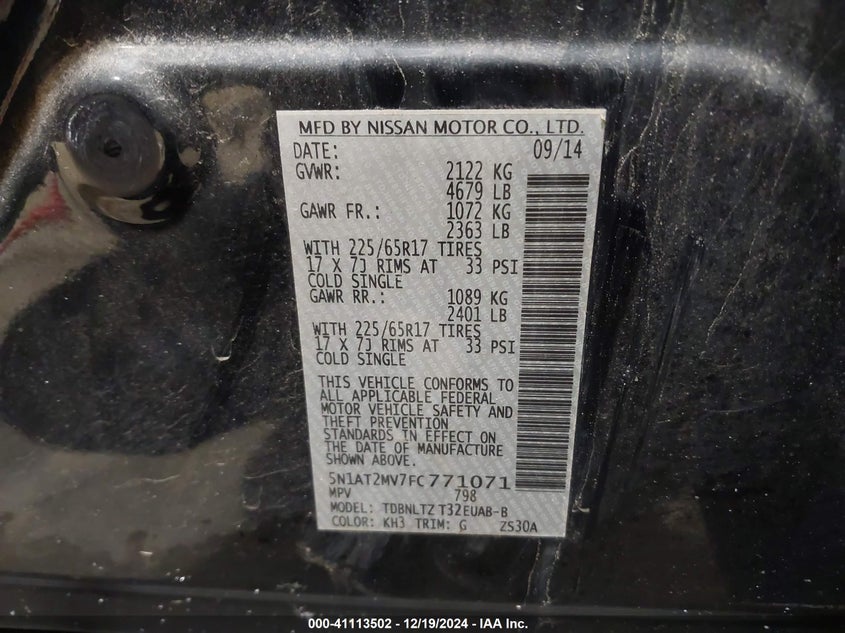 MFD BY NISSAN MOTOR CO., LTD.
DATE: 09/14
GVWR: 2122 KG
4679 LB
GAWR FR.: 1072 KG
2363 LB
WITH 225/65R17 TIRES
17 X 7J RIMS AT 33 PSI
COLD SINGLE
GAWR RR.: 1089 KG
2401 LB
WITH 225/65R17 TIRES
17 X 7J RIMS AT 33 PSI
COLD SINGLE
THIS VEHICLE CONFORMS TO
ALL APPLICABLE FEDERAL
MOTOR VEHICLE SAFETY AND
THEFT PREVENTION
STANDARDS IN EFFECT ON
THE DATE OF MANUFACTURE
SHOWN ABOVE.
5N1AT2MV7FC771071
MPV 798
MODEL: TDBNLTZ T32EUAB-B
COLOR: KH3 TRIM: G ZS30A
000-41113502 - 12/19/2024 - IAA Inc.